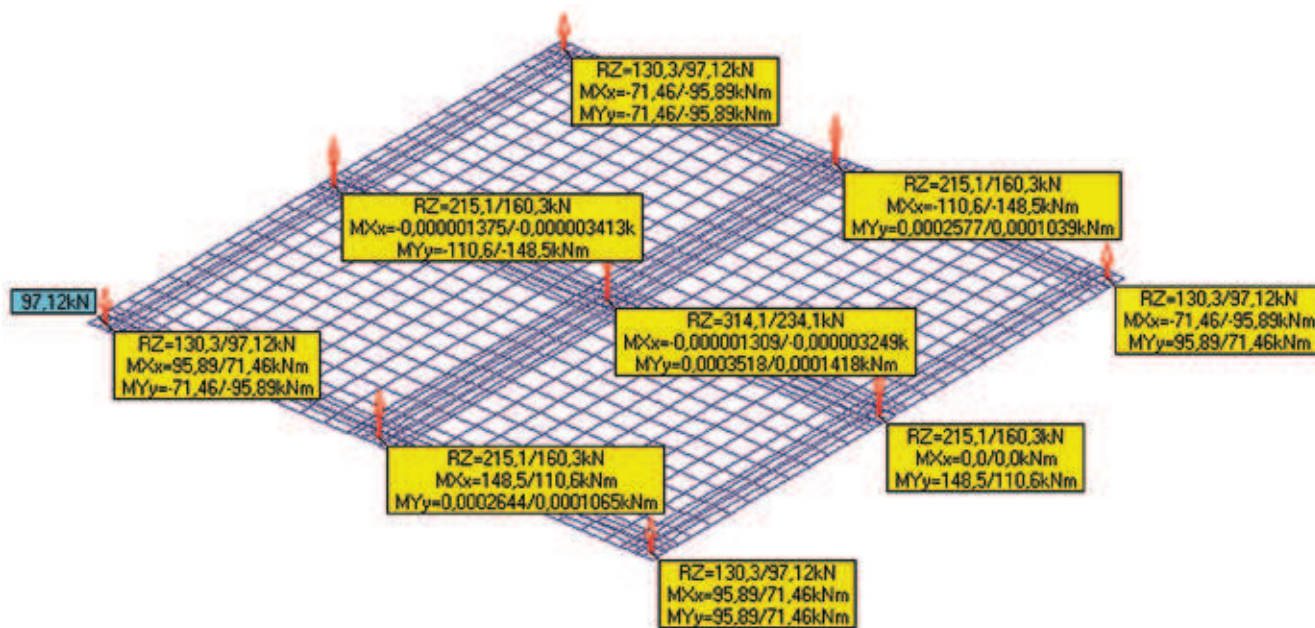 RZ=130,3/97,12kN
MXx=-71,46/-95,89kNm
MYy=-71,46/-95,89kNm
RZ=215,1/160,3kN
MXx=-110,6/-148,5kNm
MYy=0,0002577/0,0001039kNm
RZ=215,1/160,3kN
MXx=-0,000001375/-0,000003413k
MYy=-110,6/-148,5kNm
97,12kN
RZ=130,3/97,12kN
MXx=-71,46/-95,89kNm
MYy=95,89/71,46kNm
RZ=314,1/234,1kN
MXx=-0,000001309/-0,000003249k
MYy=0,0003518/0,0001418kNm
RZ=130,3/97,12kN
MXx=95,89/71,46kNm
MYy=-71,46/-95,89kNm
RZ=215,1/160,3kN
MXx=0,0/0,0kNm
MYy=148,5/110,6kNm
RZ=215,1/160,3kN
MXx=148,5/110,6kNm
MYy=0,0002644/0,0001065kNm
RZ=130,3/97,12kN
MXx=95,89/71,46kNm
MYy=95,89/71,46kNm